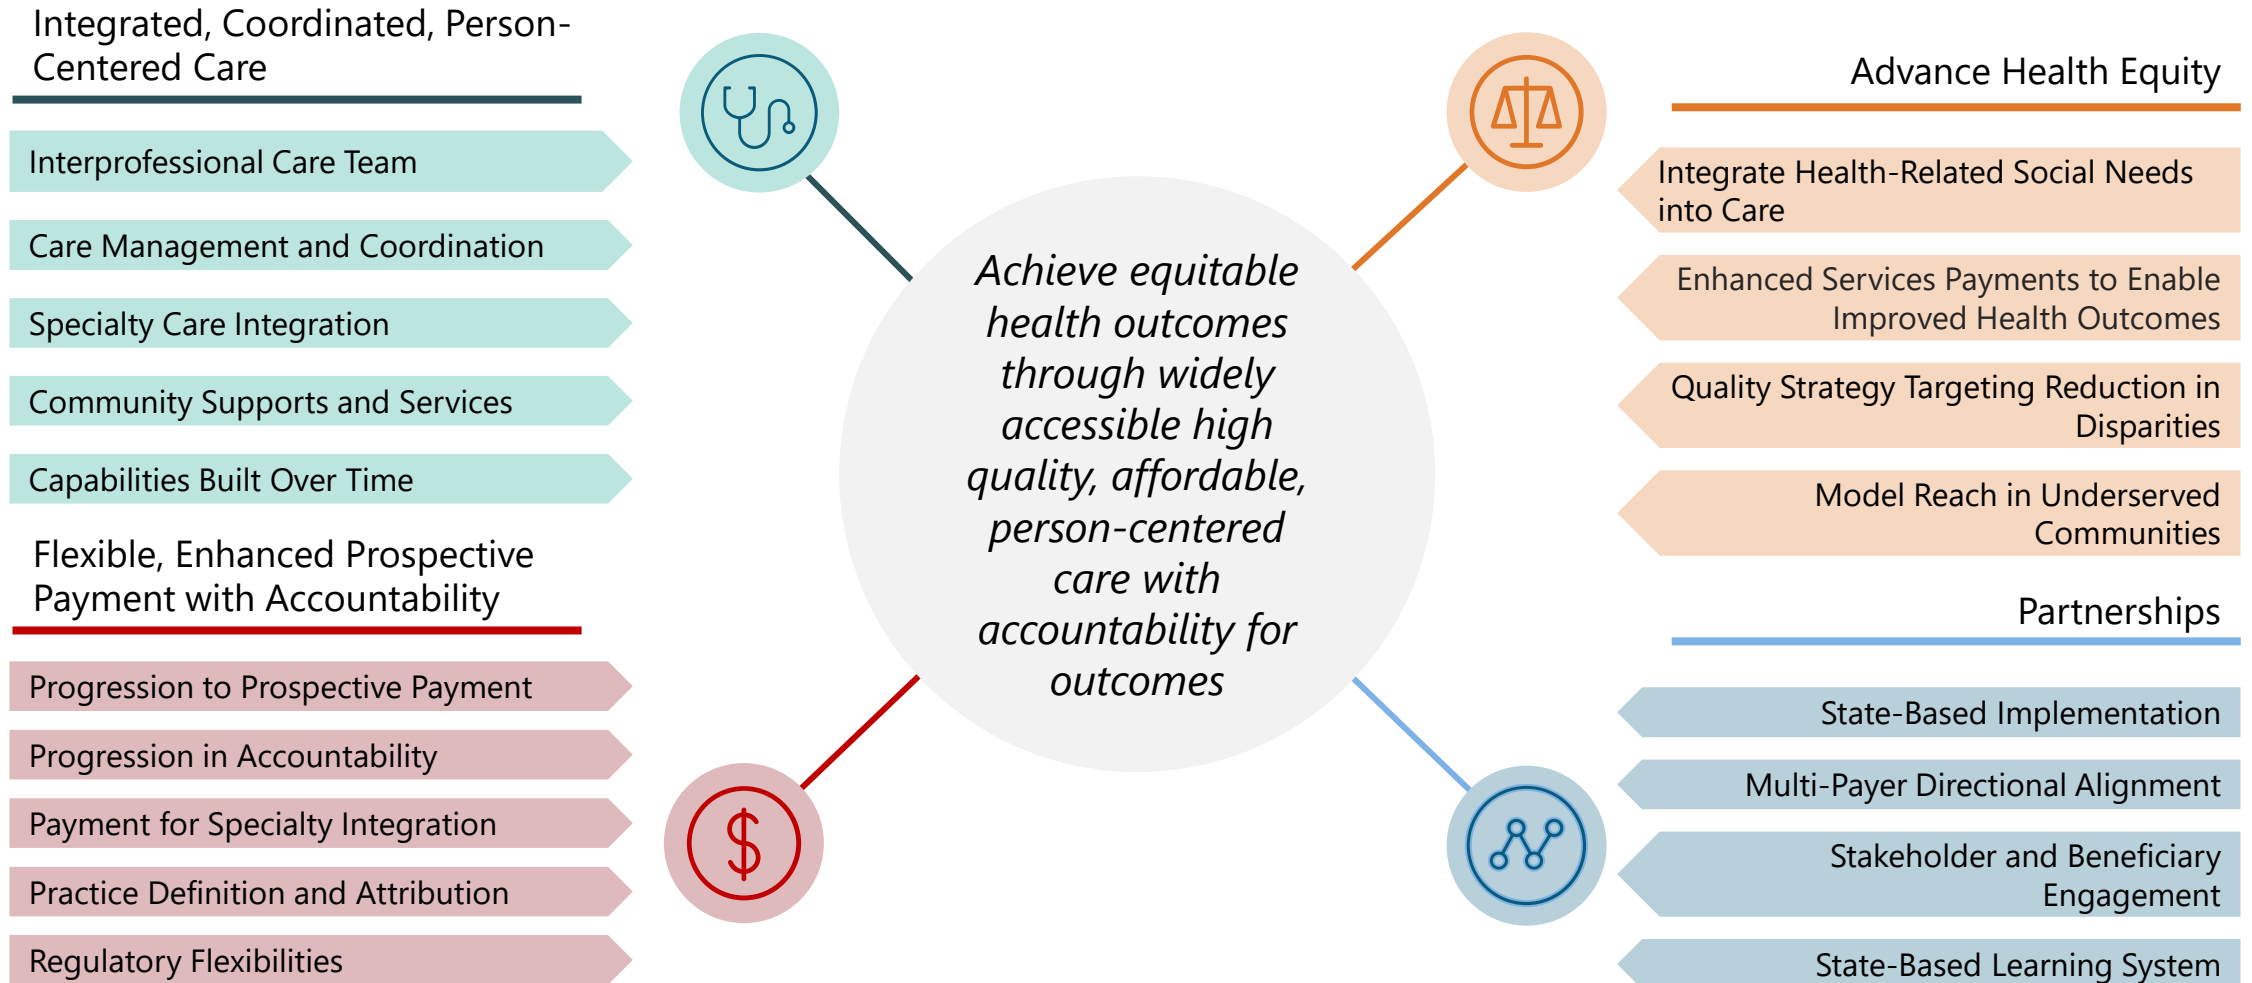 Integrated, Coordinated, Person-
Centered Care
Interprofessional Care Team
Care Management and Coordination
Specialty Care Integration
Community Supports and Services
Capabilities Built Over Time
Flexible, Enhanced Prospective
Payment with Accountability
Progression to Prospective Payment
Progression in Accountability
Payment for Specialty Integration
Practice Definition and Attribution
Regulatory Flexibilities
Achieve equitable
health outcomes
through widely
accessible high
quality, affordable,
person-centered
care with
accountability for
outcomes
Advance Health Equity
Integrate Health-Related Social Needs
into Care
Enhanced Services Payments to Enable
Improved Health Outcomes
Quality Strategy Targeting Reduction in
Disparities
Model Reach in Underserved
Communities
Partnerships
State-Based Implementation
Multi-Payer Directional Alignment
Stakeholder and Beneficiary
Engagement
State-Based Learning System